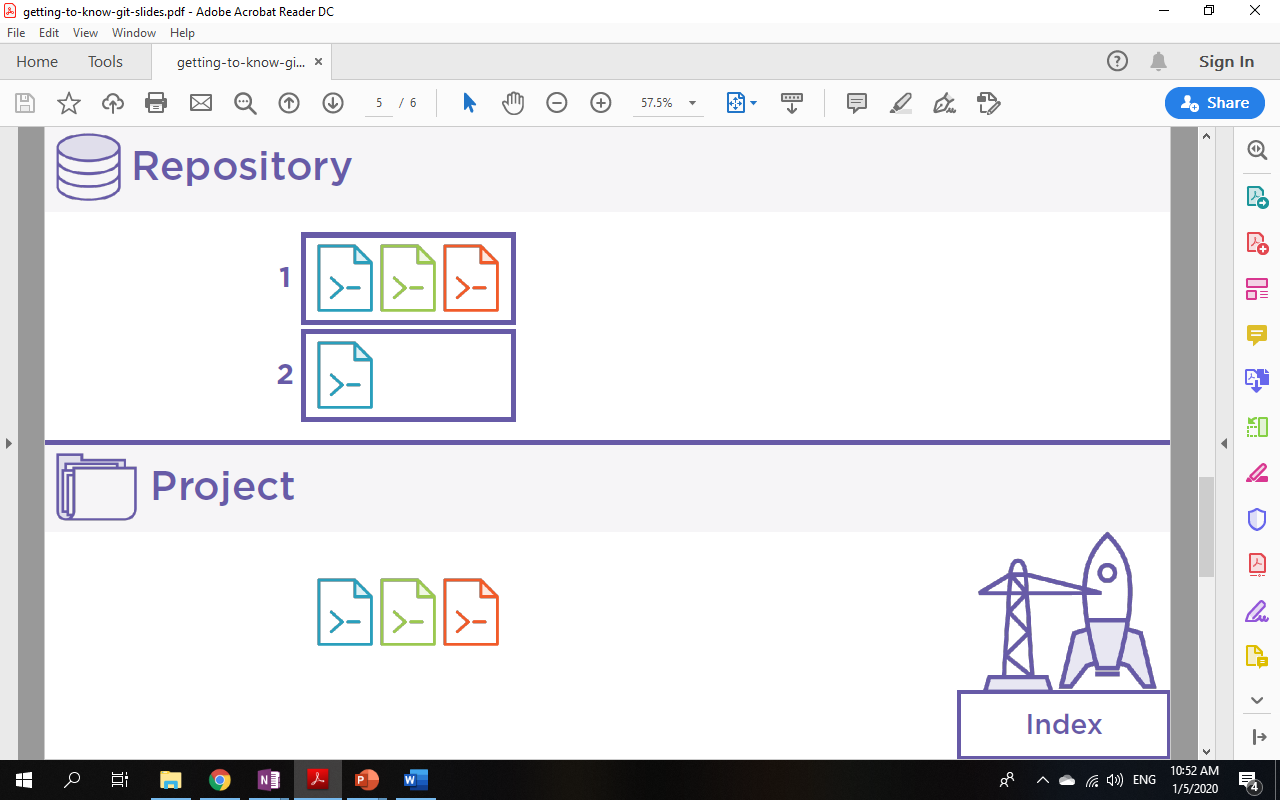 getting-to-know-git-slides.pdf - Adobe Acrobat Reader DC
File Edit View Window Help
Home Tools getting-to-know-gi... × ? Sign In
5 / 6 57.5% Share
Repository
1
2
Project
Index
ENG 10:52 AM
1/5/2020 4